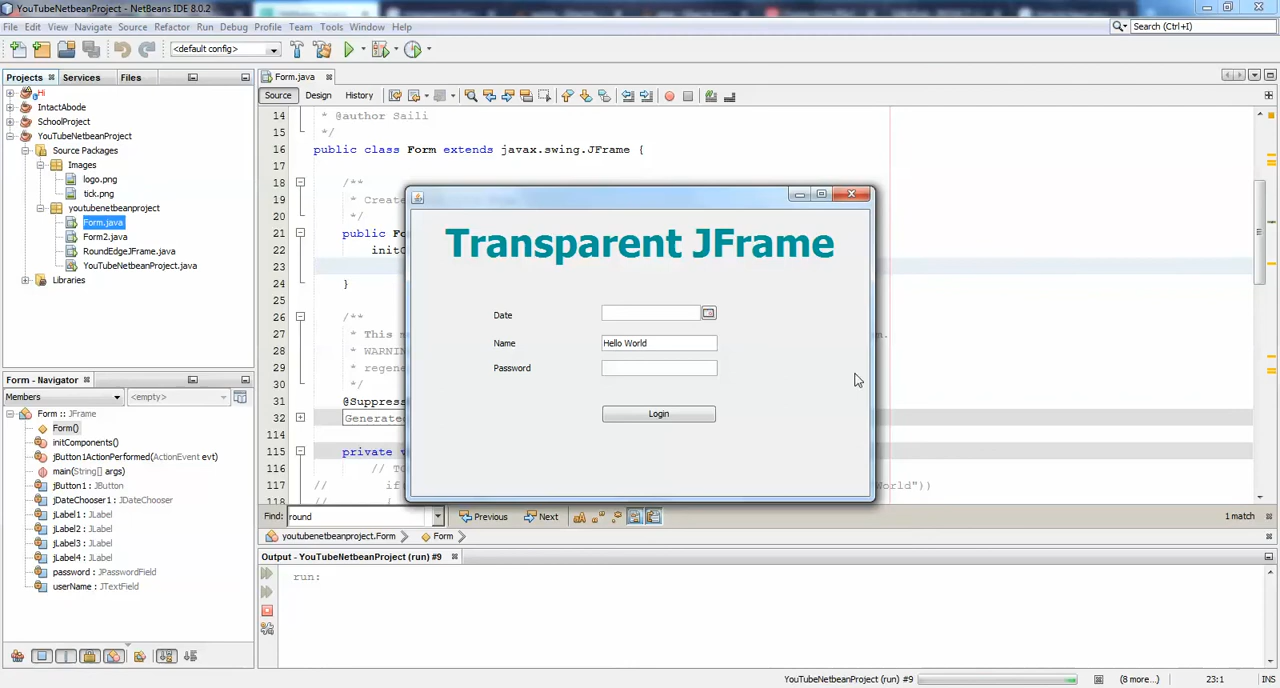 YouTubeNetbeanProject - NetBeans IDE 8.0.2
File Edit View Navigate Source Refactor Run Debug Profile Team Tools Window Help
Search (Ctrl+I)
<default config>
Projects Services Files
Form.java
Source Design History
Hi
IntactAbode
SchoolProject
YouTubeNetbeanProject
Source Packages
Images
logo.png
tick.png
youtubenetbeanproject
Form.java
Form2.java
RoundEdgeJFrame.java
YouTubeNetbeanProject.java
Libraries
14 * @author Saili
15 */
16 public class Form extends javax.swing.JFrame {
17
18 /**
19
20 */
21
22
23
24 }
25
26 /**
27 * This
28 * WARNIN
29 * regene
30 */
31 @Suppress
32 Generated
114
115 private
116 // TO
117 // if World"))
118 //
Transparent JFrame
Date
Name Hello World
Password
Login
Form - Navigator
Members <empty>
Form :: JFrame
Form()
initComponents()
jButton1ActionPerformed(ActionEvent evt)
main(String[] args)
jButton1 : JButton
jDateChooser1 : JDateChooser
jLabel1 : JLabel
jLabel2 : JLabel
jLabel3 : JLabel
jLabel4 : JLabel
password : JPasswordField
userName : JTextField
Find: round Previous Next 1 match
youtubenetbeanproject.Form Form
Output - YouTubeNetbeanProject (run) #9
run:
YouTubeNetbeanProject (run) #9 (8 more...) 23:1 INS